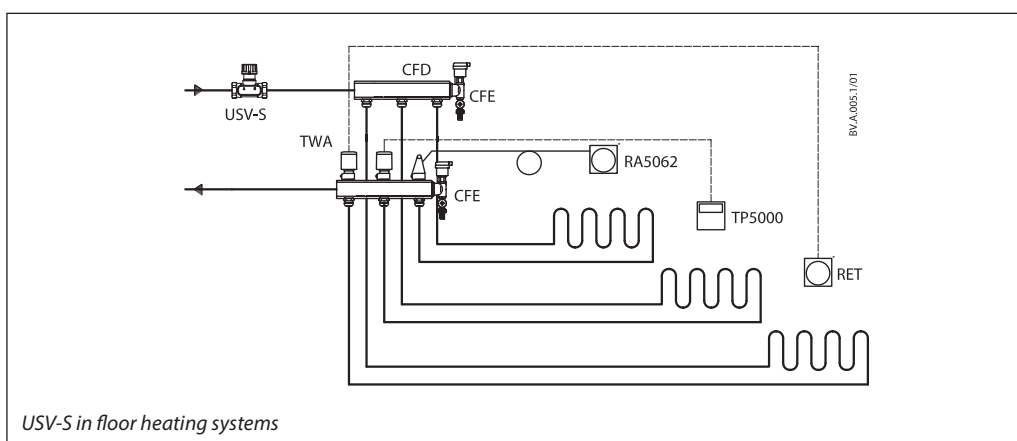 CFD
CFE
USV-S
BV.A.005.1/01
TWA
RA5062
CFE
TP5000
RET
USV-S in floor heating systems